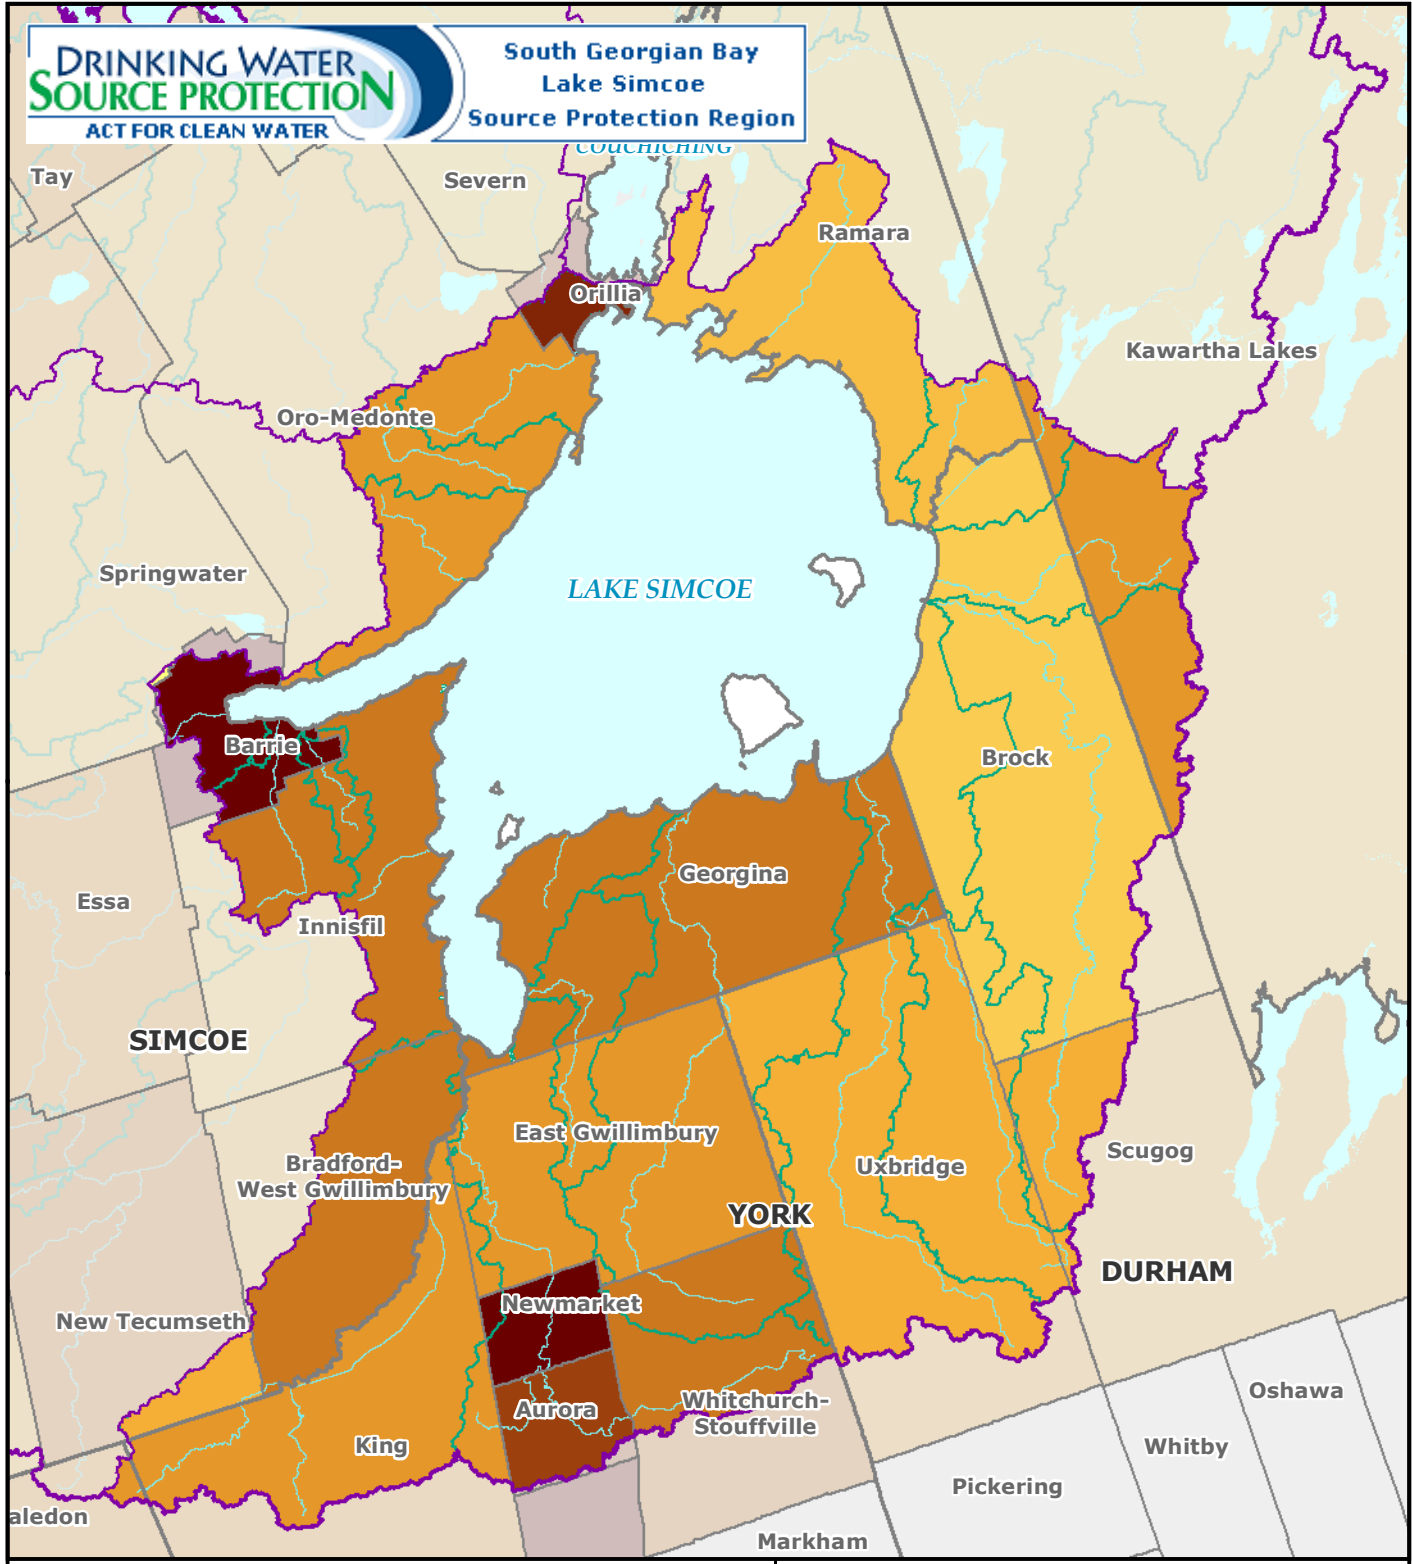 DRINKING WATER
SOURCE PROTECTION
ACT FOR CLEAN WATER
South Georgian Bay
Lake Simcoe
Source Protection Region
COUCHICHING
Tay
Severn
Ramara
Orillia
Kawartha Lakes
Oro-Medonte
Springwater
LAKE SIMCOE
Barrie
Brock
Georgina
Essa
Innisfil
SIMCOE
East Gwillimbury
Scugog
Bradford-
West Gwillimbury
Uxbridge
YORK
DURHAM
Newmarket
New Tecumseth
Oshawa
Whitchurch-
Stouffville
Aurora
King
Whitby
Pickering
aledon
Markham